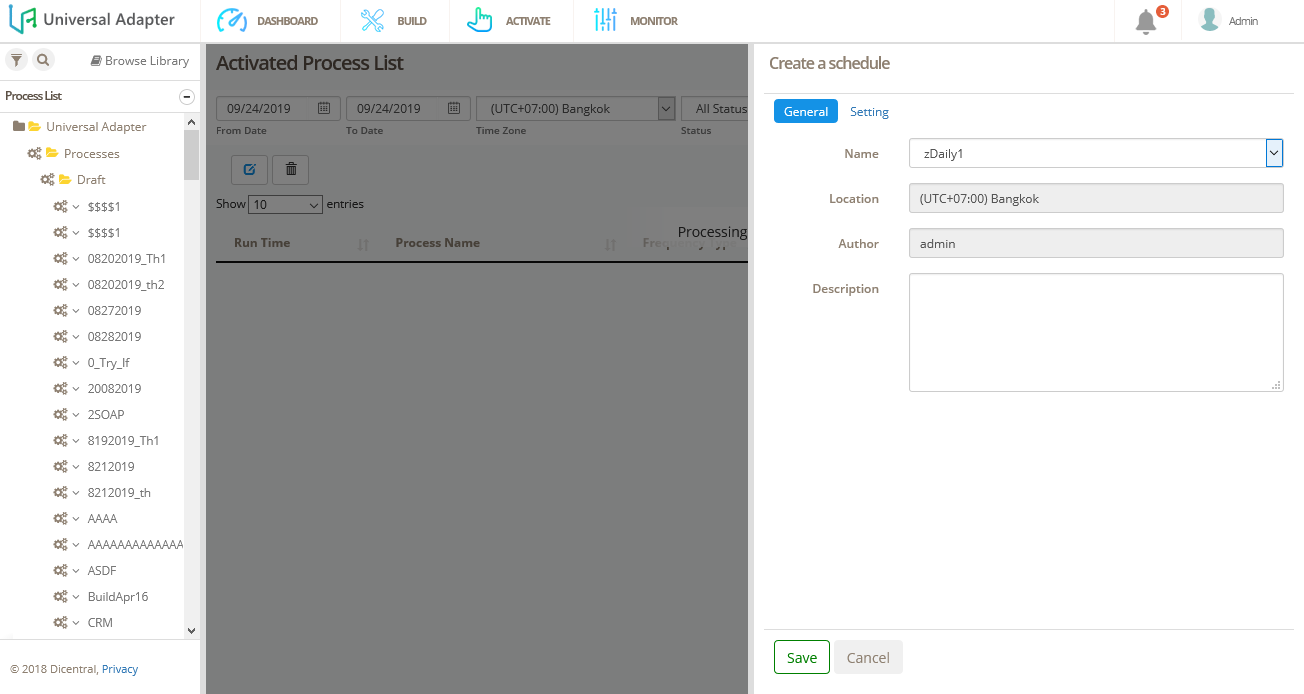 Universal Adapter
DASHBOARD
BUILD
ACTIVATE
MONITOR
3
Admin
Browse Library
Process List
Universal Adapter
Processes
Draft
$$$$1
$$$$1
08202019_Th1
08202019_th2
08272019
08282019
0_Try_If
20082019
2SOAP
8192019_Th1
8212019
8212019_th
AAAA
AAAAAAAAAAAAA
ASDF
BuildApr16
CRM
© 2018 Dicentral, Privacy
Activated Process List
09/24/2019
09/24/2019
(UTC+07:00) Bangkok
All Status
From Date
To Date
Time Zone
Status
Show 10 entries
Processing
Run Time
Process Name
Frequency Type
Create a schedule
General
Setting
Name
zDaily1
Location
(UTC+07:00) Bangkok
Author
admin
Description
Save
Cancel